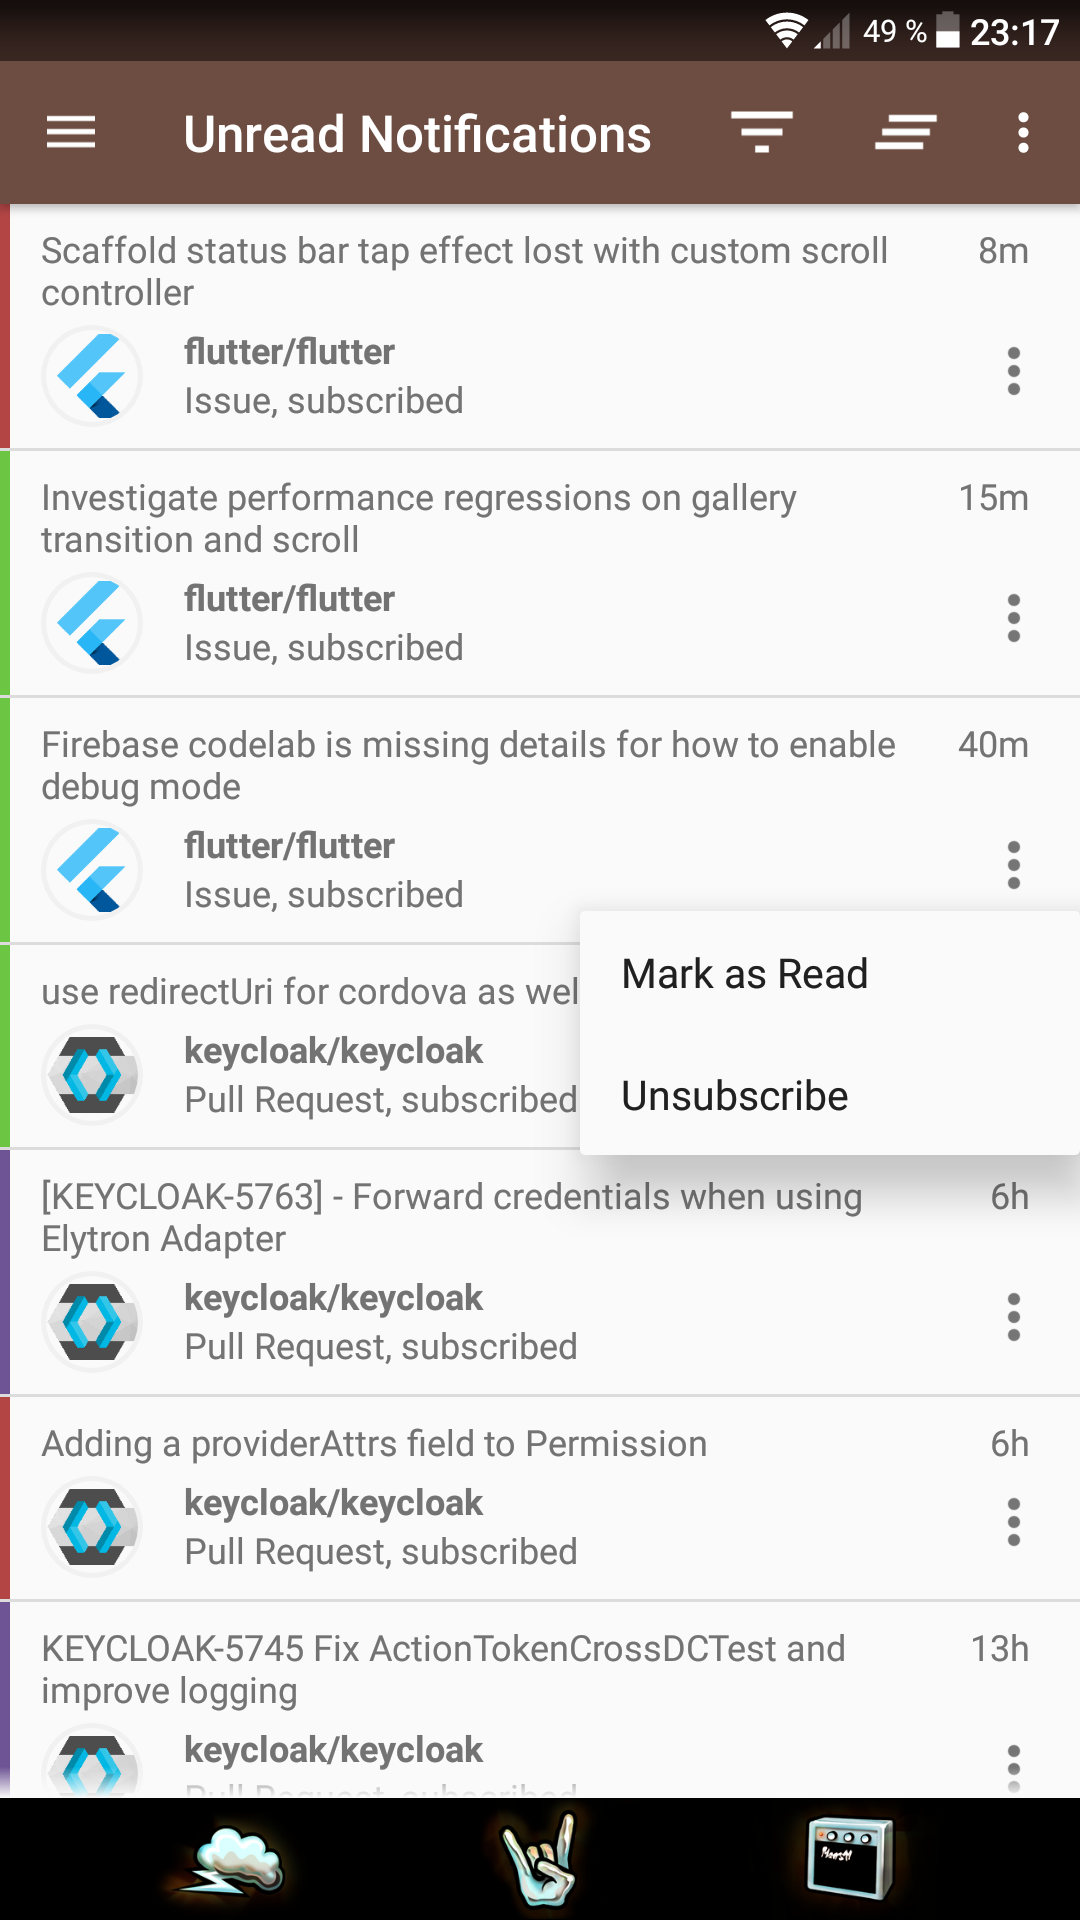 49 % 23:17
Unread Notifications
Scaffold status bar tap effect lost with custom scroll 8m
controller
flutter/flutter
Issue, subscribed
Investigate performance regressions on gallery 15m
transition and scroll
flutter/flutter
Issue, subscribed
Firebase codelab is missing details for how to enable 40m
debug mode
flutter/flutter
Issue, subscribed
Mark as Read
Unsubscribe
use redirectUri for cordova as wel
keycloak/keycloak
Pull Request, subscribed
[KEYCLOAK-5763] - Forward credentials when using 6h
Elytron Adapter
keycloak/keycloak
Pull Request, subscribed
Adding a providerAttrs field to Permission 6h
keycloak/keycloak
Pull Request, subscribed
KEYCLOAK-5745 Fix ActionTokenCrossDCTest and 13h
improve logging
keycloak/keycloak
Pull Request, subscribed